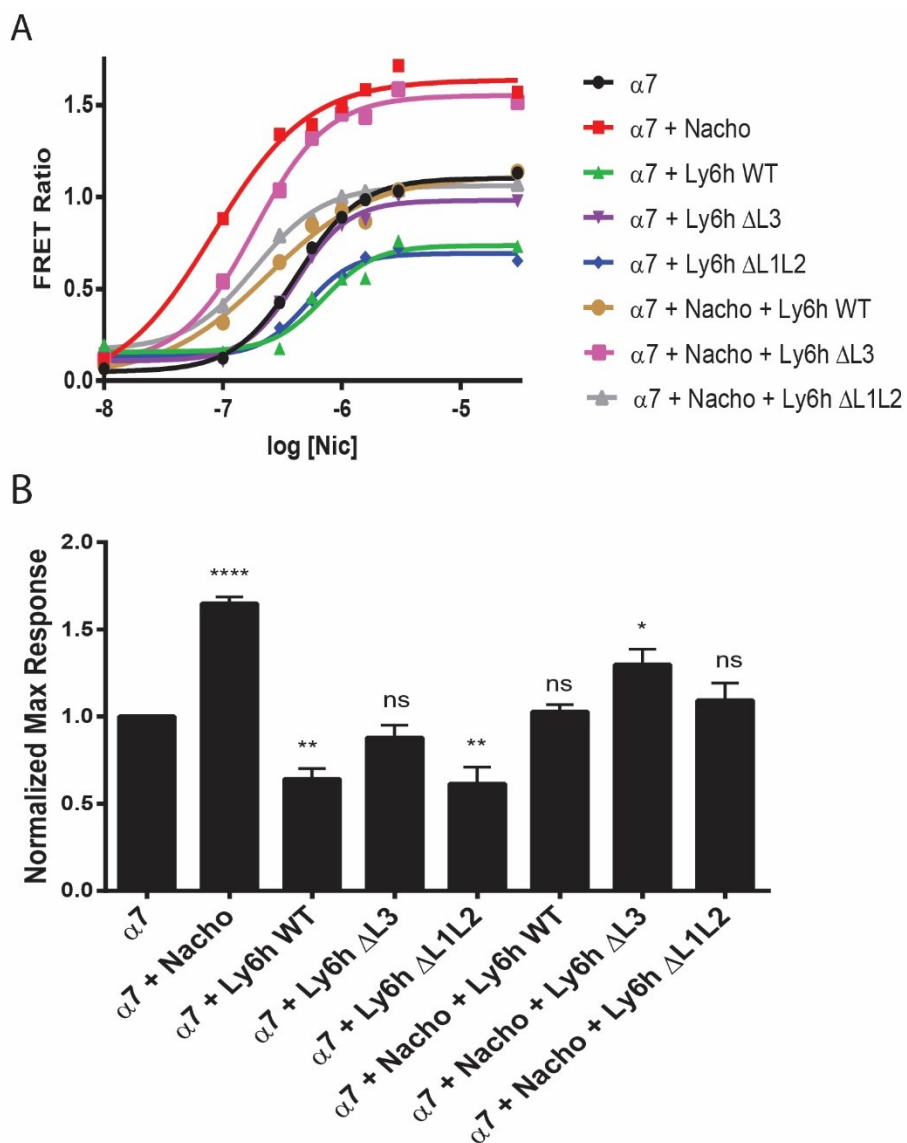 A
FRET Ratio
1.5
1.0
0.5
0.0
-8 -7 -6 -5
log [Nic]
α7
α7 + Nacho
α7 + Ly6h WT
α7 + Ly6h ΔL3
α7 + Ly6h ΔL1L2
α7 + Nacho + Ly6h WT
α7 + Nacho + Ly6h ΔL3
α7 + Nacho + Ly6h ΔL1L2
B
Normalized Max Response
2.0
1.5
1.0
0.5
0.0
****
**
ns
**
ns
*
ns
α7
α7 + Nacho
α7 + Ly6h WT
α7 + Ly6h ΔL3
α7 + Ly6h ΔL1L2
α7 + Nacho + Ly6h WT
α7 + Nacho + Ly6h ΔL3
α7 + Nacho + Ly6h ΔL1L2